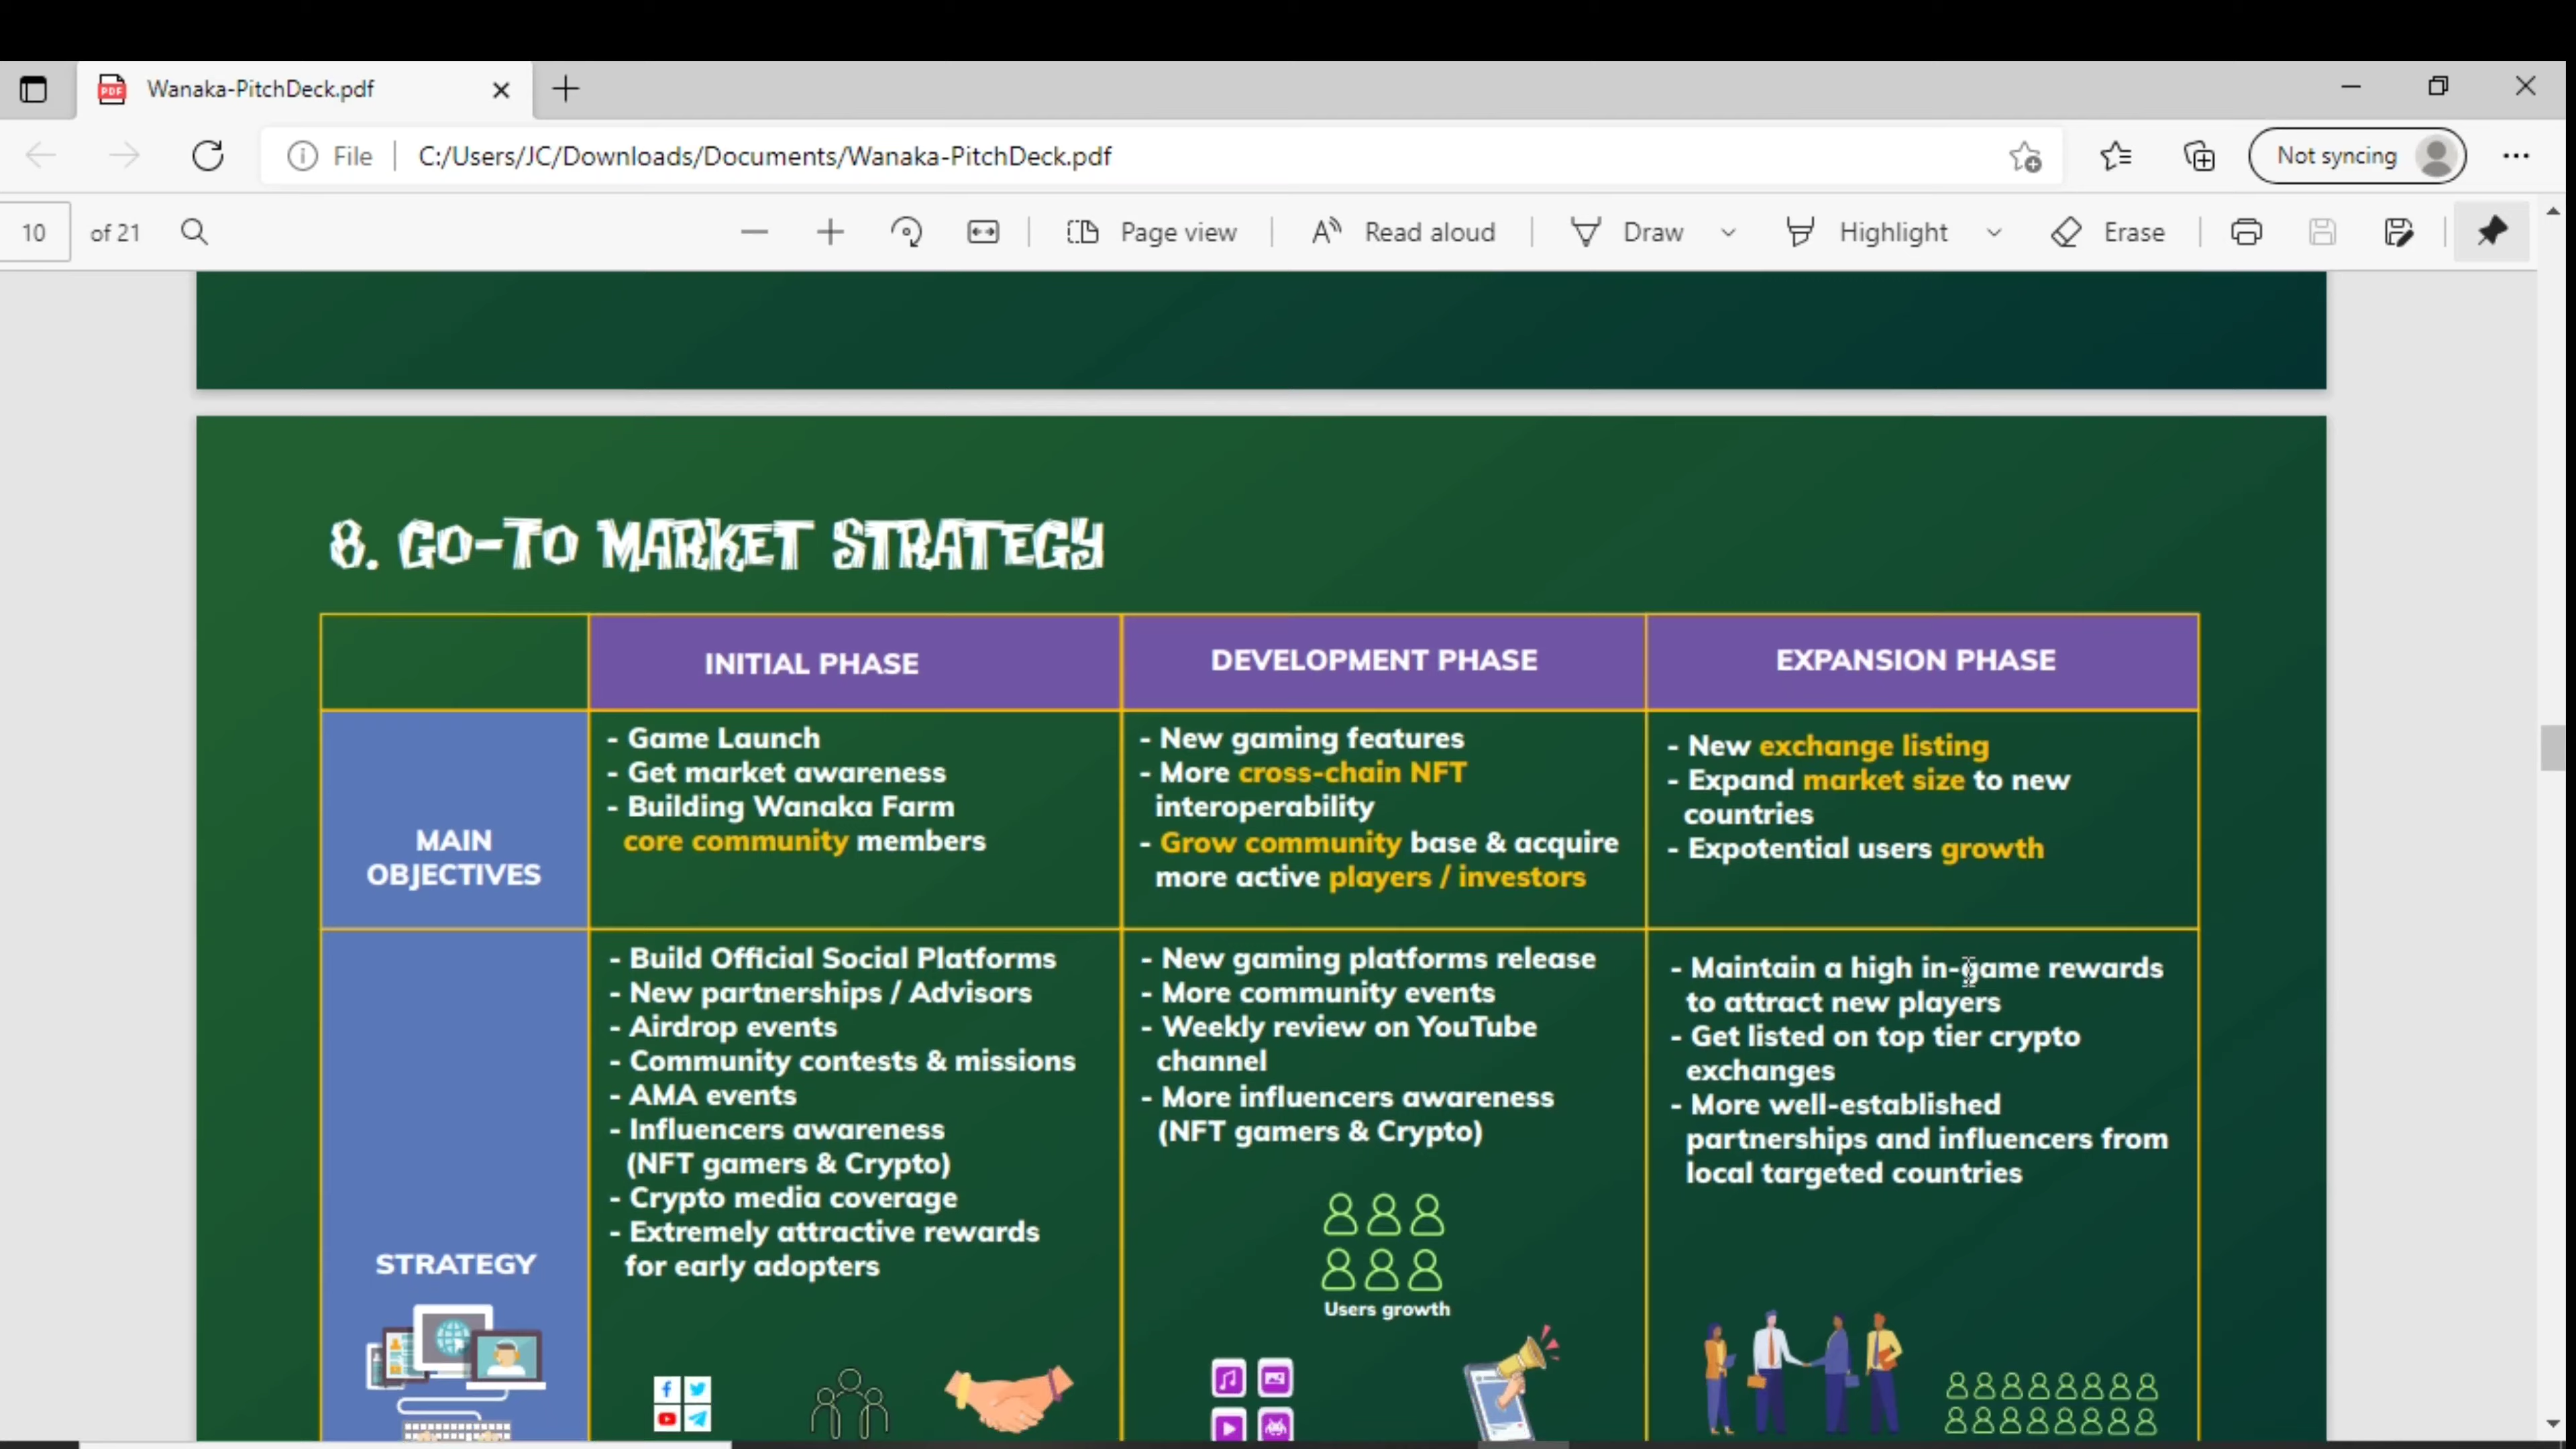 Wanaka-PitchDeck.pdf
File
C:/Users/JC/Downloads/Documents/Wanaka-PitchDeck.pdf
Not syncing
10 of 21
Page view
Read aloud
Draw
Highlight
Erase
8. GO-TO MARKET STRATEGY
INITIAL PHASE
DEVELOPMENT PHASE
EXPANSION PHASE
MAIN
OBJECTIVES
- Game Launch
- Get market awareness
- Building Wanaka Farm
core community members
- New gaming features
- More cross-chain NFT
interoperability
- Grow community base & acquire
more active players / investors
- New exchange listing
- Expand market size to new
countries
- Expotential users growth
STRATEGY
- Build Official Social Platforms
- New partnerships / Advisors
- Airdrop events
- Community contests & missions
- AMA events
- Influencers awareness
(NFT gamers & Crypto)
- Crypto media coverage
- Extremely attractive rewards
for early adopters
- New gaming platforms release
- More community events
- Weekly review on YouTube
channel
- More influencers awareness
(NFT gamers & Crypto)
Users growth
- Maintain a high in-game rewards
to attract new players
- Get listed on top tier crypto
exchanges
- More well-established
partnerships and influencers from
local targeted countries